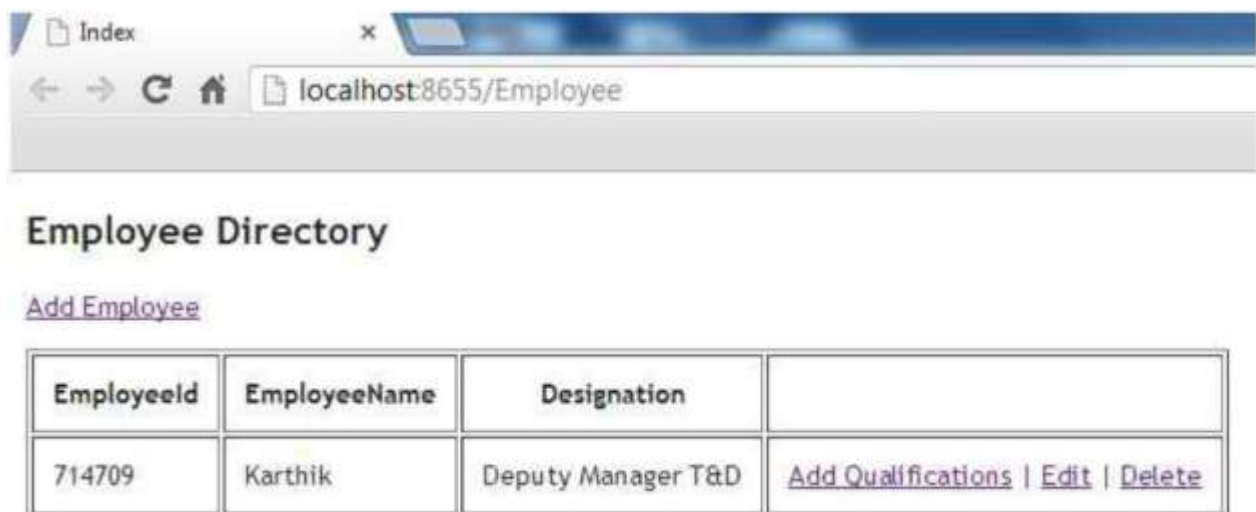 Index
localhost:8655/Employee
Employee Directory
Add Employee
EmployeeId EmployeeName Designation
714709 Karthik Deputy Manager T&D Add Qualifications | Edit | Delete